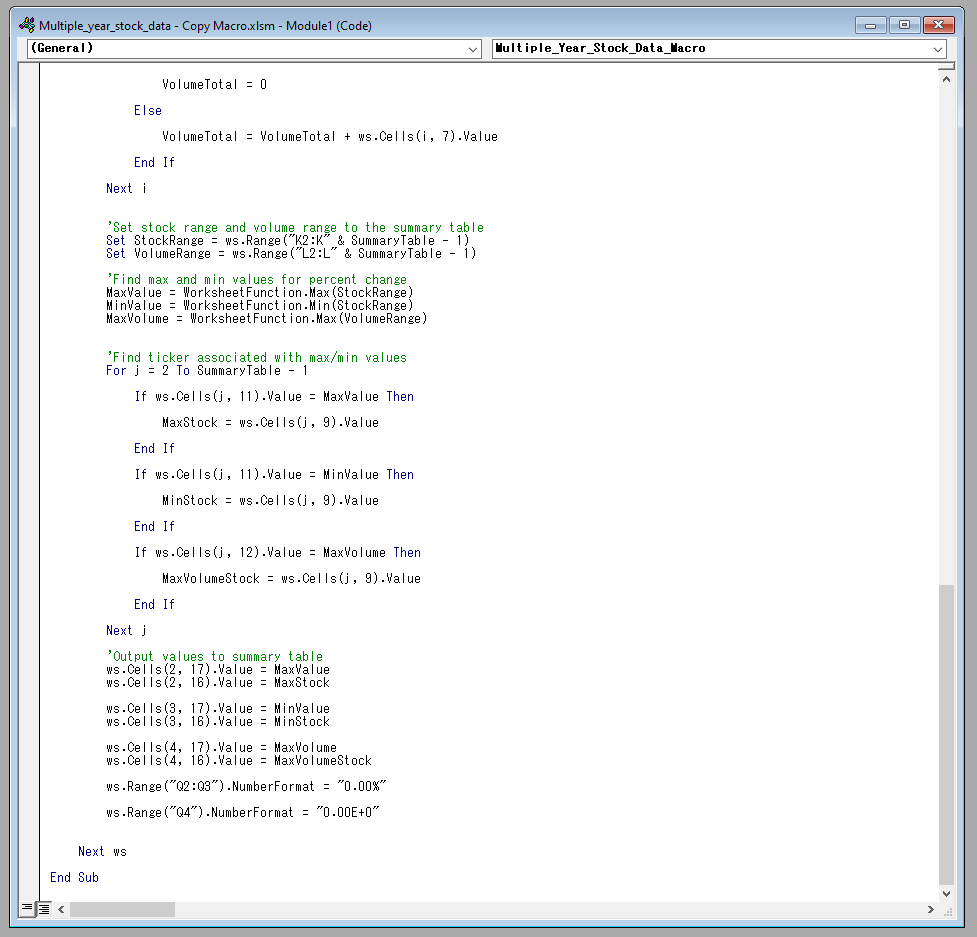 Multiple_year_stock_data - Copy Macro.xlsm - Module1 (Code)
(General)
Multiple_Year_Stock_Data_Macro
VolumeTotal = 0
Else
VolumeTotal = VolumeTotal + ws.Cells(i, 7).Value
End If
Next i
'Set stock range and volume range to the summary table
Set StockRange = ws.Range("K2:K" & SummaryTable - 1)
Set VolumeRange = ws.Range("L2:L" & SummaryTable - 1)
'Find max and min values for percent change
MaxValue = WorksheetFunction.Max(StockRange)
MinValue = WorksheetFunction.Min(StockRange)
MaxVolume = WorksheetFunction.Max(VolumeRange)
'Find ticker associated with max/min values
For j = 2 To SummaryTable - 1
If ws.Cells(j, 11).Value = MaxValue Then
MaxStock = ws.Cells(j, 9).Value
End If
If ws.Cells(j, 11).Value = MinValue Then
MinStock = ws.Cells(j, 9).Value
End If
If ws.Cells(j, 12).Value = MaxVolume Then
MaxVolumeStock = ws.Cells(j, 9).Value
End If
Next j
'Output values to summary table
ws.Cells(2, 17).Value = MaxValue
ws.Cells(2, 16).Value = MaxStock
ws.Cells(3, 17).Value = MinValue
ws.Cells(3, 16).Value = MinStock
ws.Cells(4, 17).Value = MaxVolume
ws.Cells(4, 16).Value = MaxVolumeStock
ws.Range("Q2:Q3").NumberFormat = "0.00%"
ws.Range("Q4").NumberFormat = "0.00E+0"
Next ws
End Sub